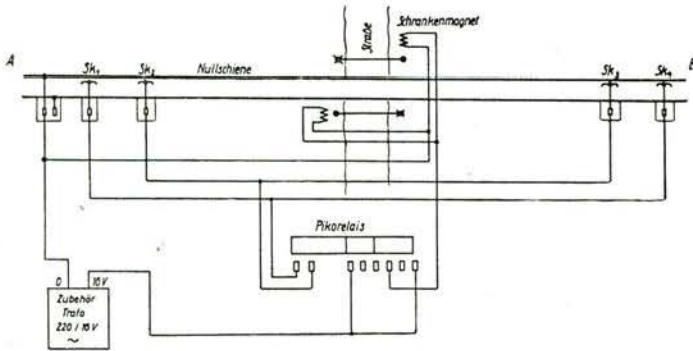 Schrankenmagnet
Straße
A
Sk₁
Sk₂
Nullschiene
Sk₃
Sk₄
B
Pikorelais
0
16V
Zubehör
Trafo
220 / 16 V
~